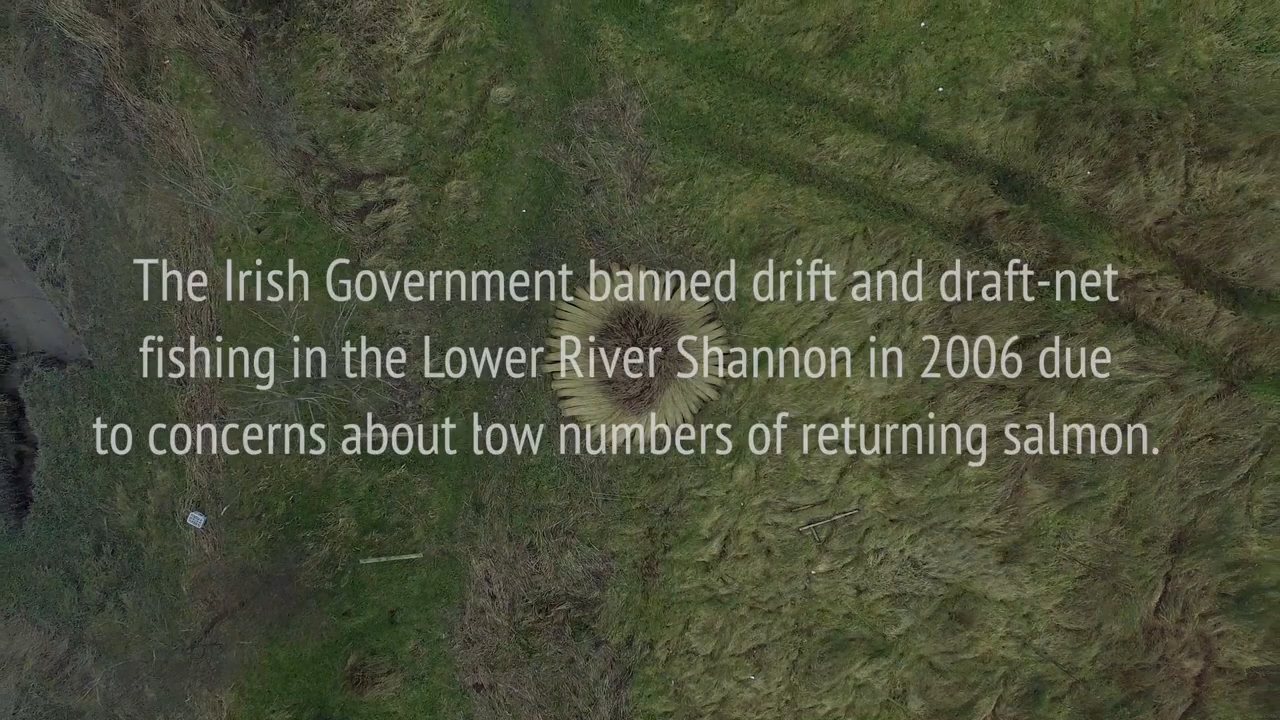 The Irish Government banned drift and draft-net
fishing in the Lower River Shannon in 2006 due
to concerns about low numbers of returning salmon.